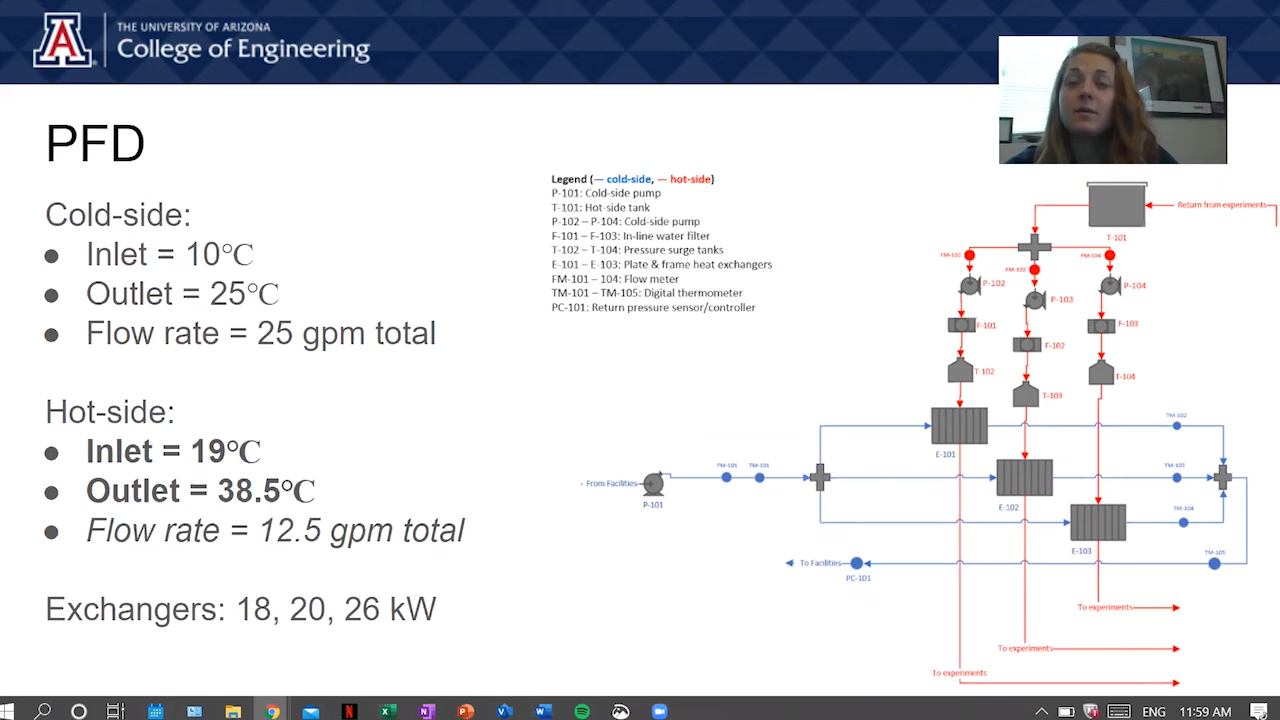 THE UNIVERSITY OF ARIZONA
College of Engineering
PFD
Cold-side:
Inlet = 10℃
Outlet = 25℃
Flow rate = 25 gpm total
Hot-side:
Inlet = 19℃
Outlet = 38.5℃
Flow rate = 12.5 gpm total
Exchangers: 18, 20, 26 kW
Legend (— cold-side, — hot-side)
P-101: Cold-side pump
T-101: Hot-side tank
P-102 – P-104: Cold-side pump
F-101 – F-103: In-line water filter
T-102 – T-104: Pressure surge tanks
E-101 – E-103: Plate & frame heat exchangers
FM-101 – 104: Flow meter
TM-101 – TM-105: Digital thermometer
PC-101: Return pressure sensor/controller
Return from experiments
T-101
FM-102
FM-103
FM-104
P-102
P-103
P-104
F-101
F-102
F-103
T-102
T-103
T-104
E-101
E-102
E-103
TM-102
TM-103
TM-104
TM-105
FM-101
TM-101
From Facilities
P-101
To Facilities
PC-101
To experiments
To experiments
To experiments
ENG
11:59 AM